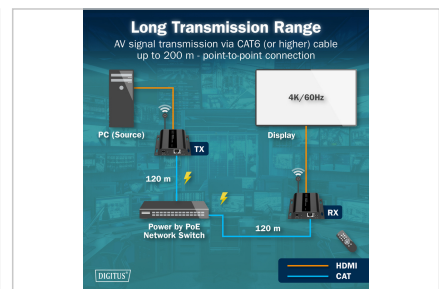 Long Transmission Range
AV signal transmission via CAT6 (or higher) cable
up to 200 m - point-to-point connection
4K/60Hz
PC (Source)
Display
TX
120 m
RX
Power by PoE
Network Switch
120 m
DIGITUS
HDMI
CAT